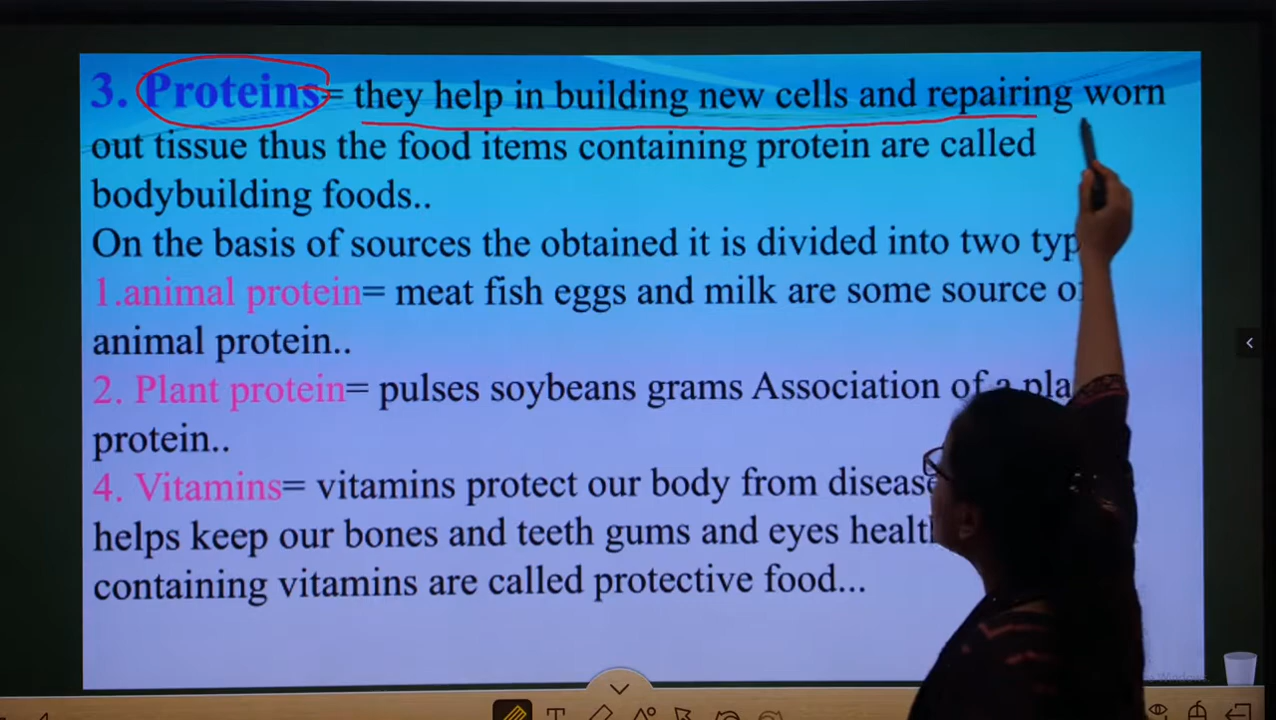 3. Proteins= they help in building new cells and repairing worn
out tissue thus the food items containing protein are called
bodybuilding foods..
On the basis of sources the obtained it is divided into two typ
1.animal protein= meat fish eggs and milk are some source of
animal protein..
2. Plant protein= pulses soybeans grams Association of a pla
protein..
4. Vitamins= vitamins protect our body from disease
helps keep our bones and teeth gums and eyes healt
containing vitamins are called protective food...